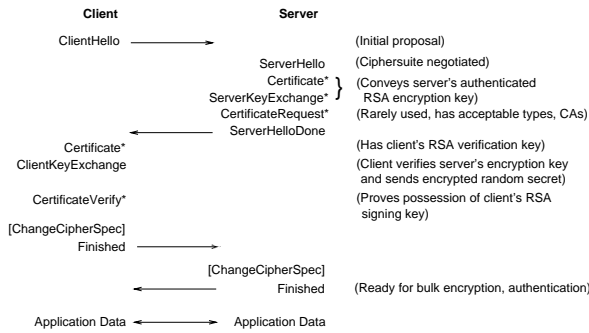 Client Server
ClientHello (Initial proposal)
ServerHello (Ciphersuite negotiated)
Certificate* (Conveys server's authenticated
ServerKeyExchange* } RSA encryption key)
CertificateRequest* (Rarely used, has acceptable types, CAs)
ServerHelloDone
Certificate* (Has client's RSA verification key)
ClientKeyExchange (Client verifies server's encryption key
and sends encrypted random secret)
CertificateVerify* (Proves possession of client's RSA
signing key)
[ChangeCipherSpec]
Finished
[ChangeCipherSpec]
Finished (Ready for bulk encryption, authentication)
Application Data Application Data